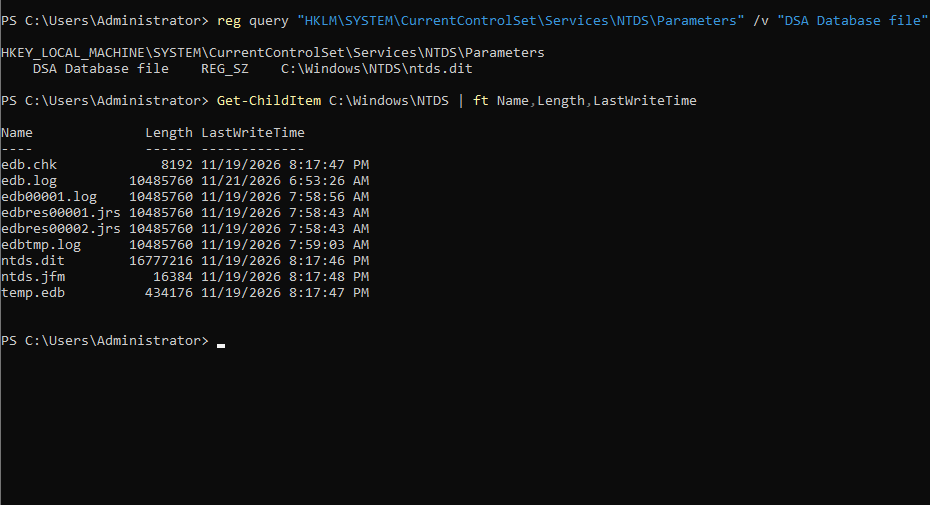 PS C:\Users\Administrator> reg query "HKLM\SYSTEM\CurrentControlSet\Services\NTDS\Parameters" /v "DSA Database file"
HKEY_LOCAL_MACHINE\SYSTEM\CurrentControlSet\Services\NTDS\Parameters
    DSA Database file    REG_SZ    C:\Windows\NTDS\ntds.dit
PS C:\Users\Administrator> Get-ChildItem C:\Windows\NTDS | ft Name,Length,LastWriteTime
Name              Length LastWriteTime
----              ------ -------------
edb.chk             8192 11/19/2026 8:17:47 PM
edb.log         10485760 11/21/2026 6:53:26 AM
edb00001.log    10485760 11/19/2026 7:58:56 AM
edbres00001.jrs 10485760 11/19/2026 7:58:43 AM
edbres00002.jrs 10485760 11/19/2026 7:58:43 AM
edbtmp.log      10485760 11/19/2026 7:59:03 AM
ntds.dit        16777216 11/19/2026 8:17:46 PM
ntds.jfm           16384 11/19/2026 8:17:48 PM
temp.edb          434176 11/19/2026 8:17:47 PM
PS C:\Users\Administrator>